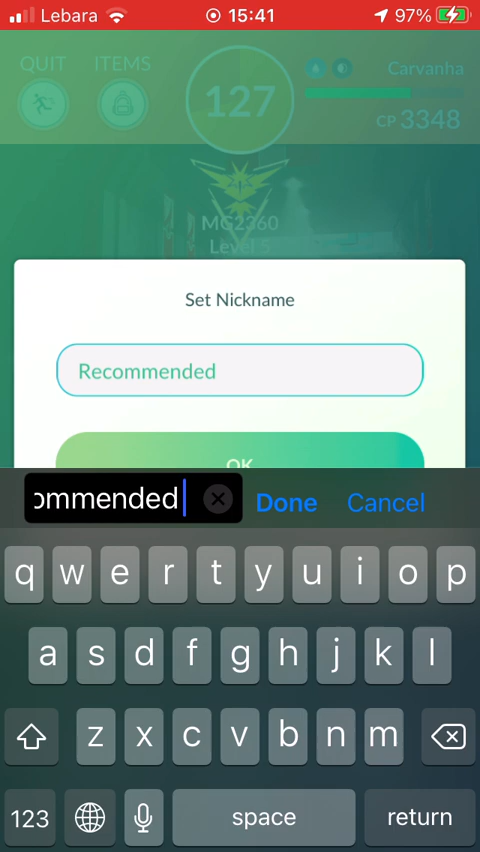 Lebara 15:41 97%
QUIT ITEMS
127
Carvanha
CP 3348
MG2360
Level 5
Set Nickname
Recommended
OK
ommended Done Cancel
q w e r t y u i o p
a s d f g h j k l
z x c v b n m
123 space return